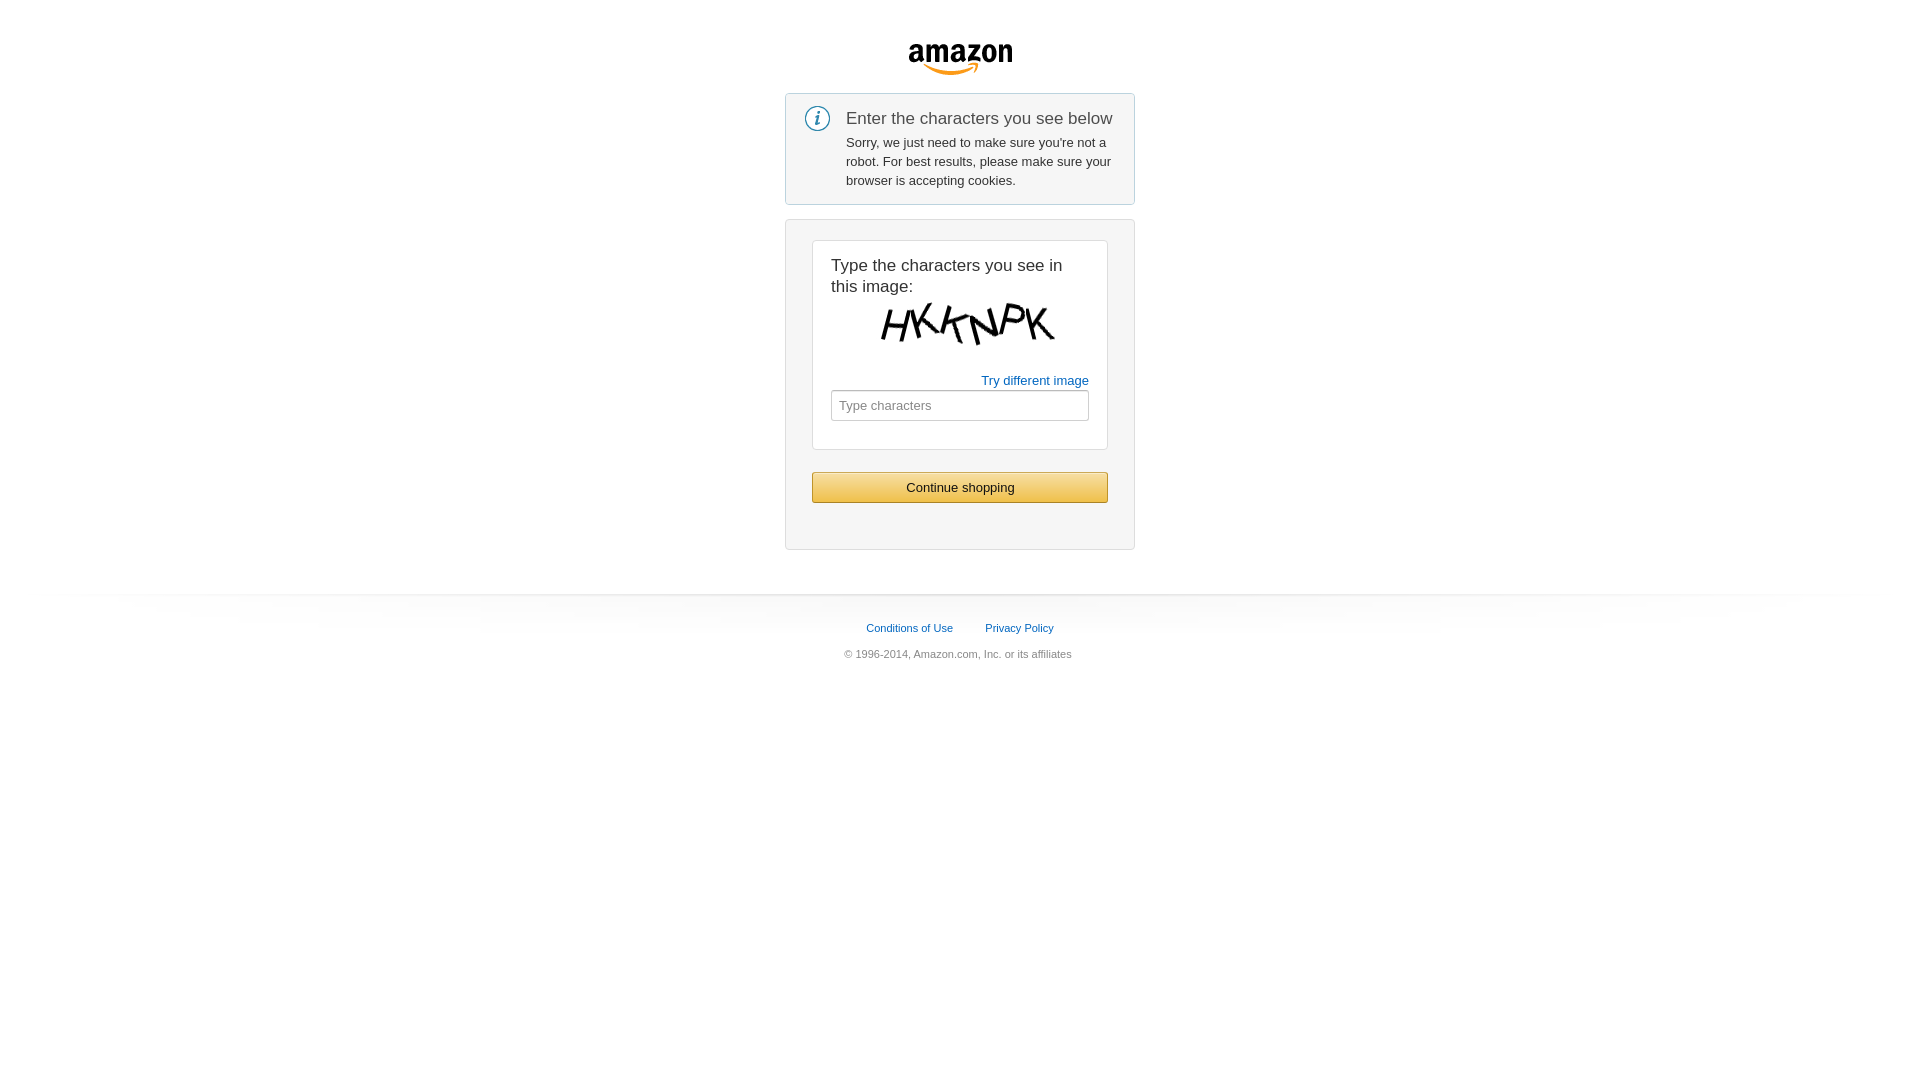 amazon
Enter the characters you see below
Sorry, we just need to make sure you're not a
robot. For best results, please make sure your
browser is accepting cookies.
Type the characters you see in
this image:
HKKNPK
Try different image
Type characters
Continue shopping
Conditions of Use Privacy Policy
© 1996-2014, Amazon.com, Inc. or its affiliates